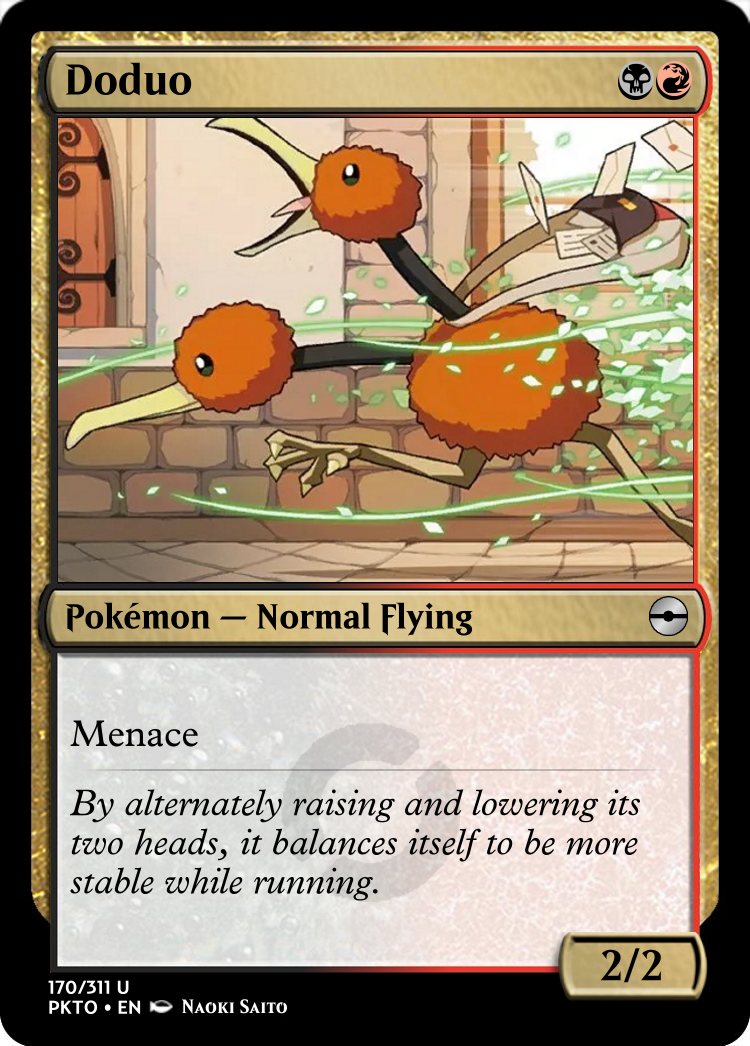 Doduo
Pokémon — Normal Flying
Menace
By alternately raising and lowering its
two heads, it balances itself to be more
stable while running.
2/2
170/311 U
PKTO • EN Naoki Saito